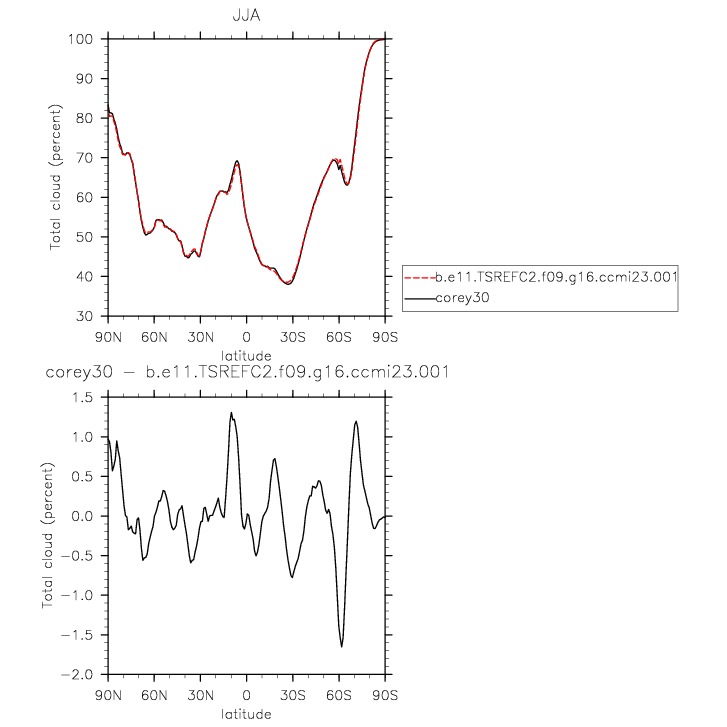 JJA
100
90
80
70
60
50
40
30
Total cloud (percent)
90N 60N 30N 0 30S 60S 90S
latitude
b.e11.TSREFC2.f09.g16.ccmi23.001
corey30
corey30 − b.e11.TSREFC2.f09.g16.ccmi23.001
1.5
1.0
0.5
0.0
−0.5
−1.0
−1.5
−2.0
Total cloud (percent)
90N 60N 30N 0 30S 60S 90S
latitude